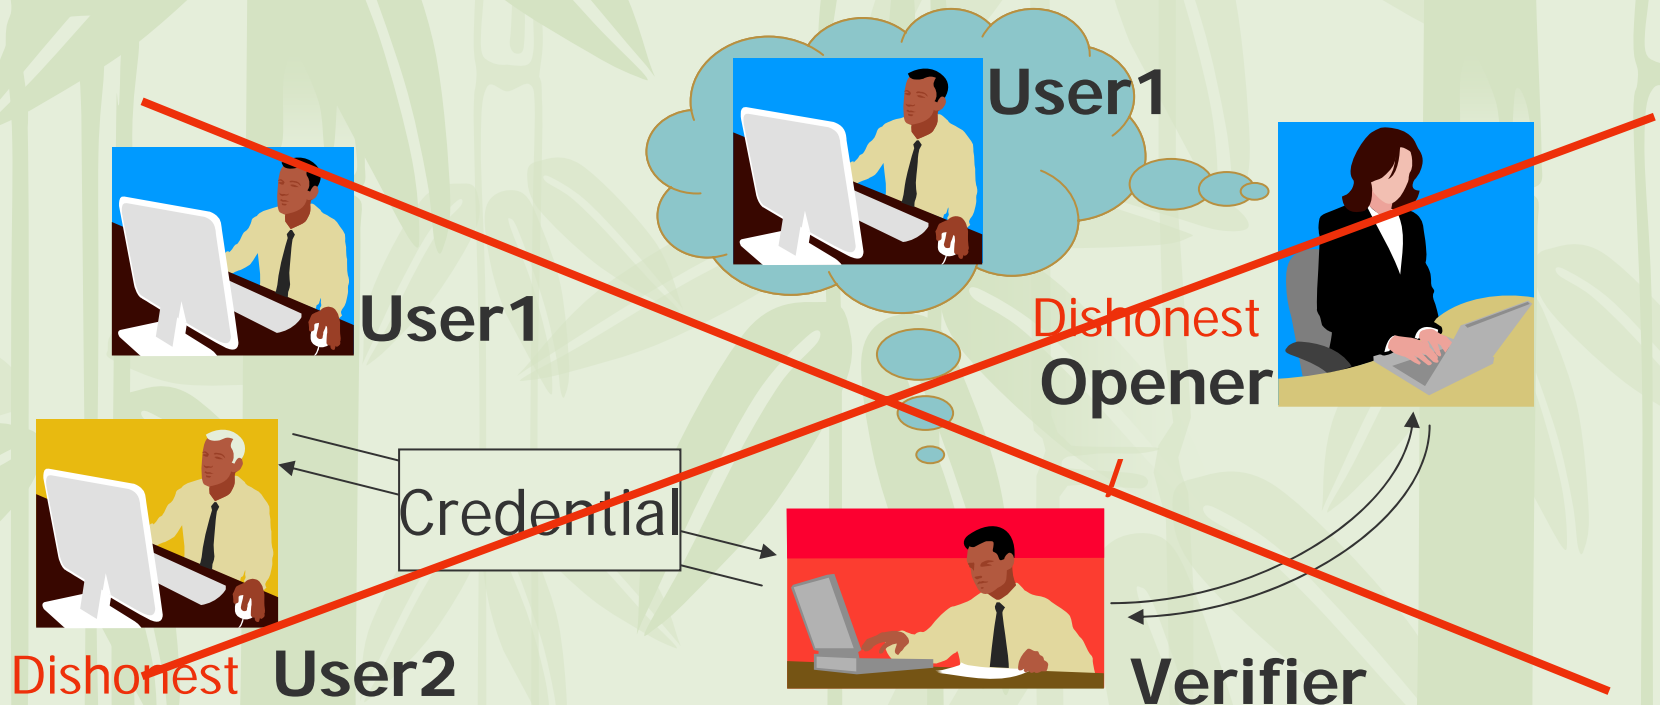 User1
User1
Dishonest
Opener
Credential
Dishonest User2
Verifier